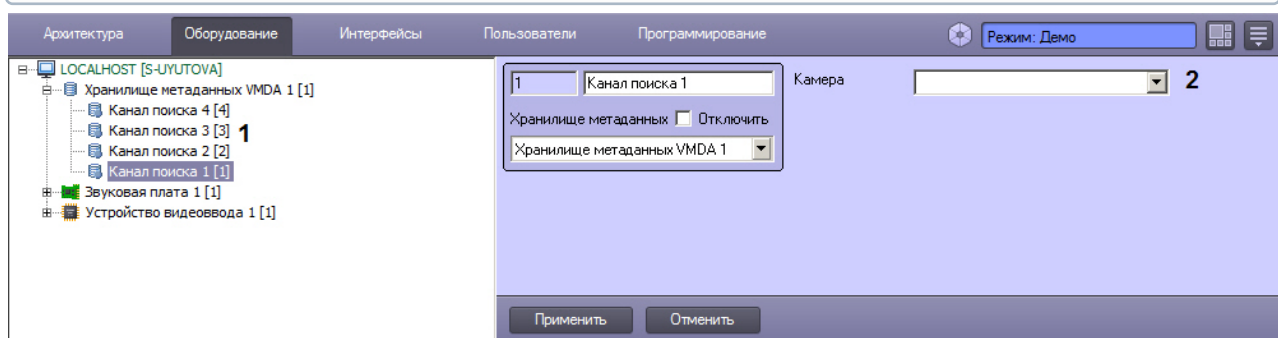 Архитектура Оборудование Интерфейсы Пользователи Программирование Режим: Демо
LOCALHOST [S-UYUTOVA]
Хранилище метаданных VMDA 1 [1]
Канал поиска 4 [4]
Канал поиска 3 [3] 1
Канал поиска 2 [2]
Канал поиска 1 [1]
Звуковая плата 1 [1]
Устройство видеоввода 1 [1]
1 Канал поиска 1 Камера 2
Хранилище метаданных Отключить
Хранилище метаданных VMDA 1
Применить Отменить